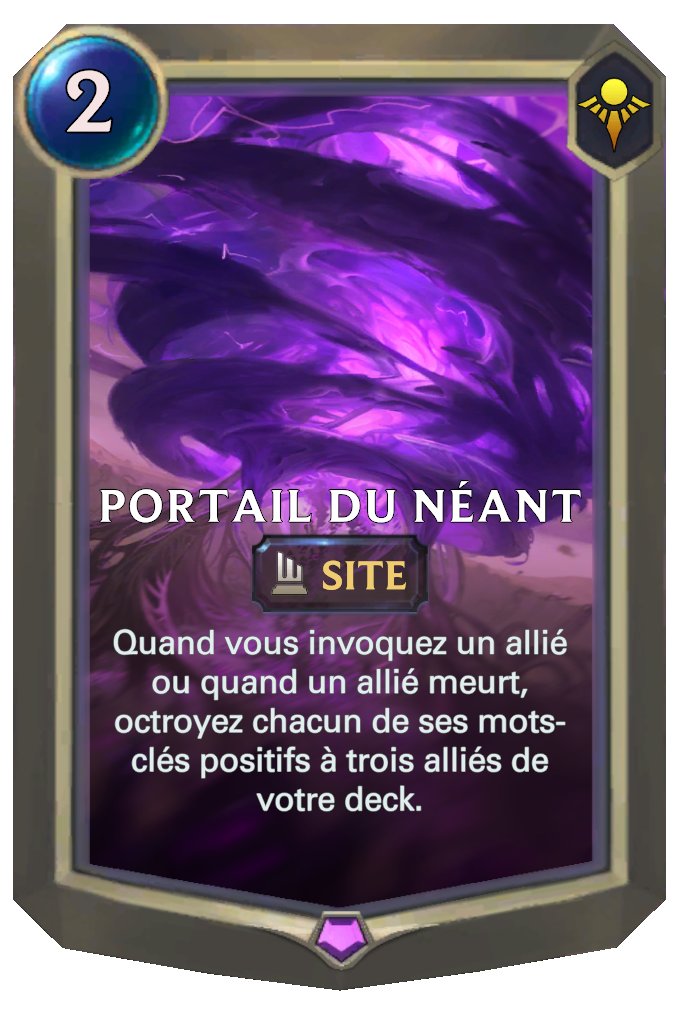 2
PORTAIL DU NÉANT
SITE
Quand vous invoquez un allié
ou quand un allié meurt,
octroyez chacun de ses mots-
clés positifs à trois alliés de
votre deck.